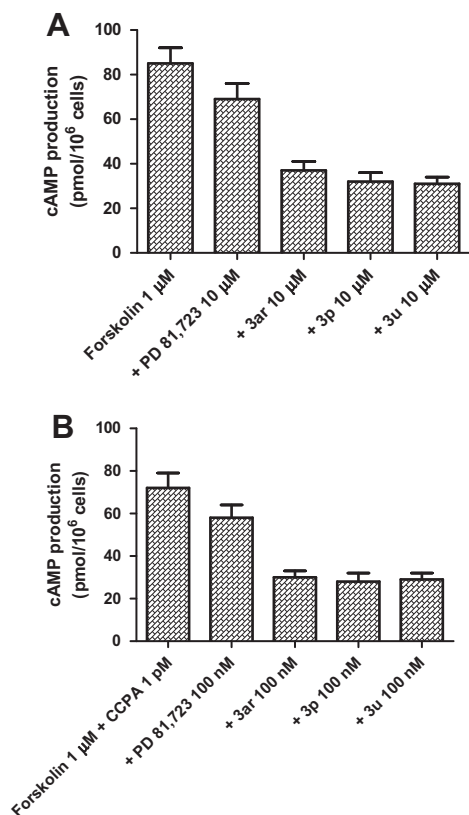 A
cAMP production
(pmol/10⁶ cells)
100
80
60
40
20
0
Forskolin 1 µM
+ PD 81,723 10 µM
+ 3ar 10 µM
+ 3p 10 µM
+ 3u 10 µM
B
cAMP production
(pmol/10⁶ cells)
100
80
60
40
20
0
Forskolin 1 µM + CCPA 1 pM
+ PD 81,723 100 nM
+ 3ar 100 nM
+ 3p 100 nM
+ 3u 100 nM